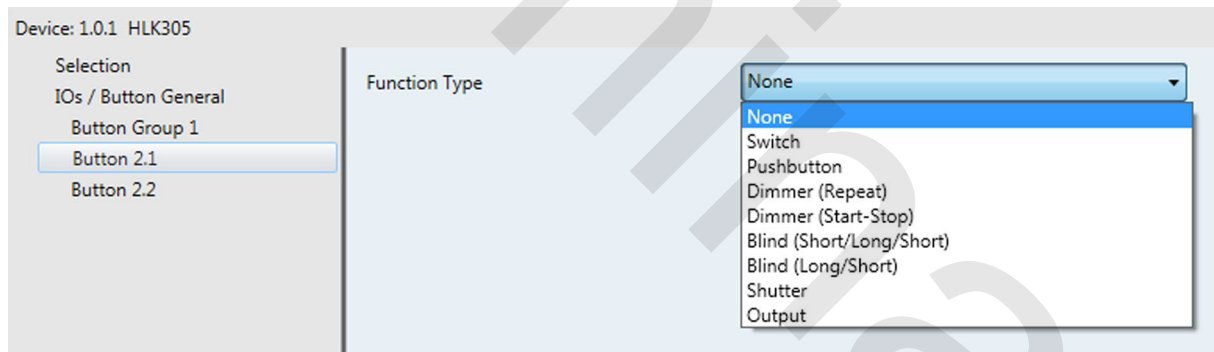 Device: 1.0.1 HLK305
Selection
IOs / Button General
Button Group 1
Button 2.1
Button 2.2
Function Type
None
None
Switch
Pushbutton
Dimmer (Repeat)
Dimmer (Start-Stop)
Blind (Short/Long/Short)
Blind (Long/Short)
Shutter
Output